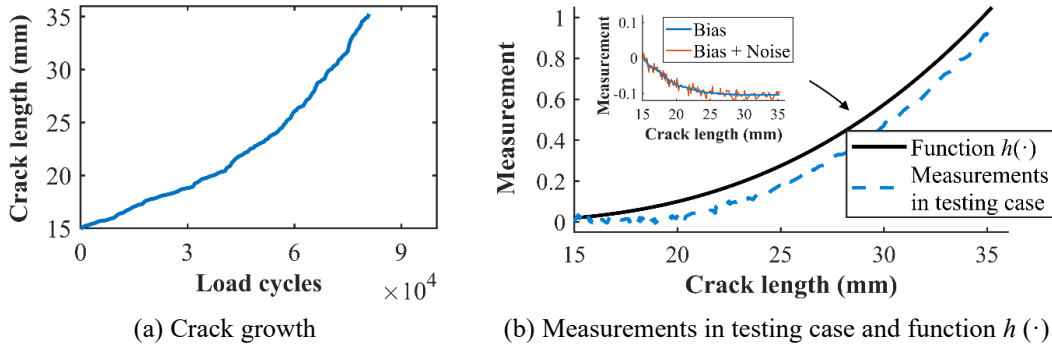 35
30
25
20
15
Crack length (mm)
0
3
6
9
Load cycles
×10⁴
(a) Crack growth
1
0.8
0.6
0.4
0.2
0
Measurement
0.1
0
-0.1
Measurement
Bias
Bias + Noise
15
20
25
30
35
Crack length (mm)
Function h(·)
Measurements
in testing case
15
20
25
30
35
Crack length (mm)
(b) Measurements in testing case and function h (·)